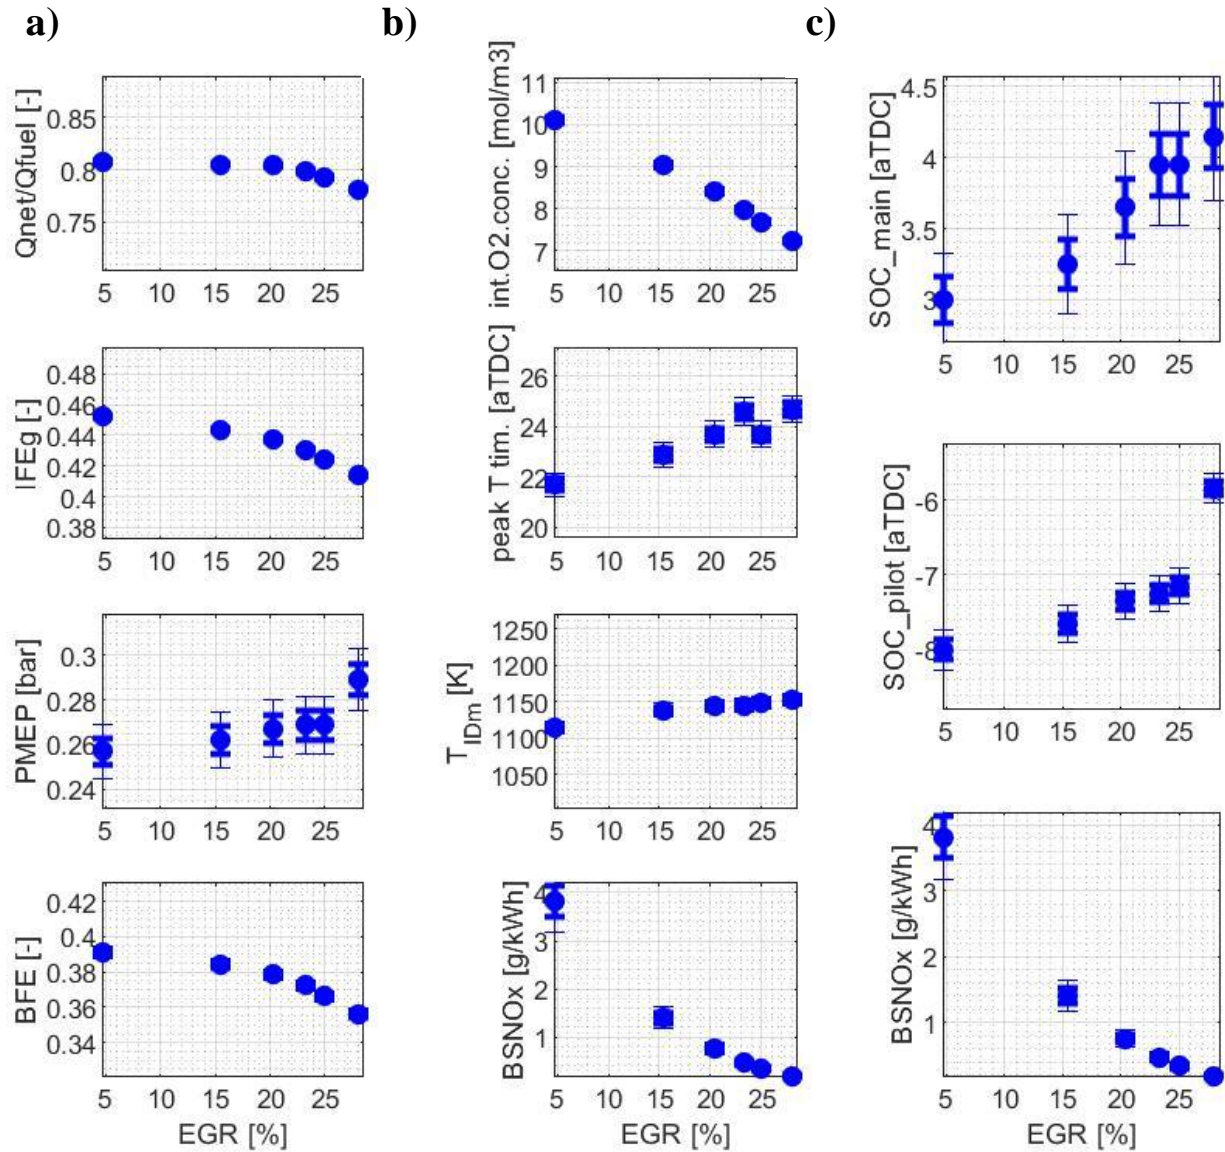 a)
b)
c)
Qnet/Qfuel [-]
0.85
0.8
0.75
5 10 15 20 25
IFEg [-]
0.48
0.46
0.44
0.42
0.4
0.38
5 10 15 20 25
PMEP [bar]
0.3
0.28
0.26
0.24
5 10 15 20 25
BFE [-]
0.42
0.4
0.38
0.36
0.34
5 10 15 20 25
EGR [%]
int.O2.conc. [mol/m3]
11
10
9
8
7
5 10 15 20 25
peak T tim. [aTDC]
26
24
22
20
5 10 15 20 25
T IDm [K]
1250
1200
1150
1100
1050
5 10 15 20 25
BSNOx [g/kWh]
4
3
2
1
5 10 15 20 25
EGR [%]
SOC_main [aTDC]
4.5
4
3.5
3
5 10 15 20 25
SOC_pilot [aTDC]
-6
-7
-8
5 10 15 20 25
BSNOx [g/kWh]
4
3
2
1
5 10 15 20 25
EGR [%]